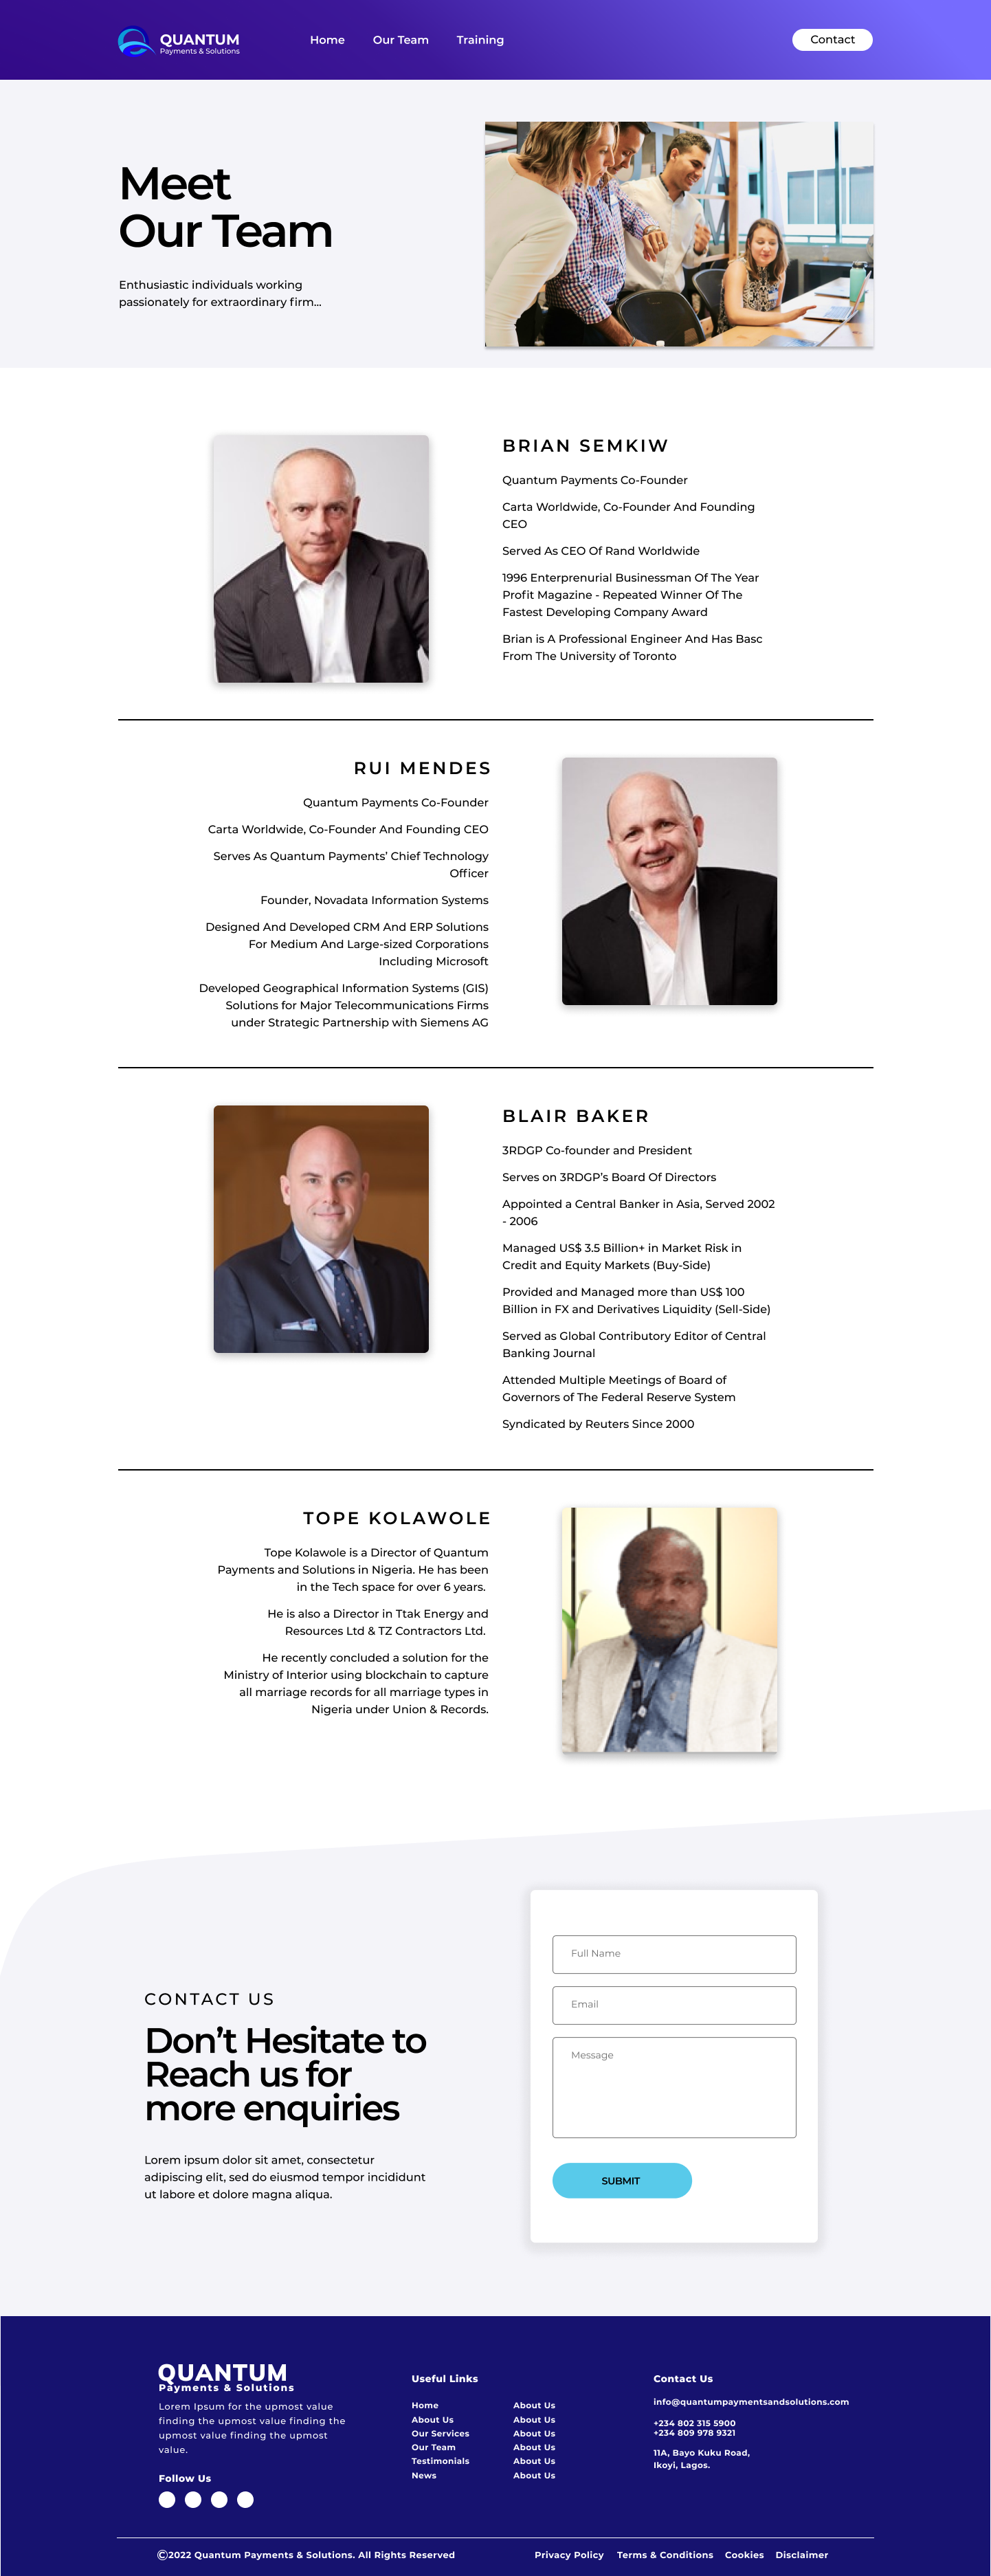 QUANTUM
Payments & Solutions
Home
Our Team
Training
Contact
Meet
Our Team
Enthusiastic individuals working
passionately for extraordinary firm...
BRIAN SEMKIW
Quantum Payments Co-Founder
Carta Worldwide, Co-Founder And Founding
CEO
Served As CEO Of Rand Worldwide
1996 Enterprenurial Businessman Of The Year
Profit Magazine - Repeated Winner Of The
Fastest Developing Company Award
Brian is A Professional Engineer And Has Basc
From The University of Toronto
RUI MENDES
Quantum Payments Co-Founder
Carta Worldwide, Co-Founder And Founding CEO
Serves As Quantum Payments’ Chief Technology
Officer
Founder, Novadata Information Systems
Designed And Developed CRM And ERP Solutions
For Medium And Large-sized Corporations
Including Microsoft
Developed Geographical Information Systems (GIS)
Solutions for Major Telecommunications Firms
under Strategic Partnership with Siemens AG
BLAIR BAKER
3RDGP Co-founder and President
Serves on 3RDGP’s Board Of Directors
Appointed a Central Banker in Asia, Served 2002
- 2006
Managed US$ 3.5 Billion+ in Market Risk in
Credit and Equity Markets (Buy-Side)
Provided and Managed more than US$ 100
Billion in FX and Derivatives Liquidity (Sell-Side)
Served as Global Contributory Editor of Central
Banking Journal
Attended Multiple Meetings of Board of
Governors of The Federal Reserve System
Syndicated by Reuters Since 2000
TOPE KOLAWOLE
Tope Kolawole is a Director of Quantum
Payments and Solutions in Nigeria. He has been
in the Tech space for over 6 years.
He is also a Director in Ttak Energy and
Resources Ltd & TZ Contractors Ltd.
He recently concluded a solution for the
Ministry of Interior using blockchain to capture
all marriage records for all marriage types in
Nigeria under Union & Records.
CONTACT US
Don’t Hesitate to
Reach us for
more enquiries
Lorem ipsum dolor sit amet, consectetur
adipiscing elit, sed do eiusmod tempor incididunt
ut labore et dolore magna aliqua.
Full Name
Email
Message
SUBMIT
QUANTUM
Payments & Solutions
Lorem Ipsum for the upmost value
finding the upmost value finding the
upmost value finding the upmost
value.
Follow Us
Useful Links
Home
About Us
Our Services
Our Team
Testimonials
News
About Us
About Us
About Us
About Us
About Us
About Us
Contact Us
info@quantumpaymentsandsolutions.com
+234 802 315 5900
+234 809 978 9321
11A, Bayo Kuku Road,
Ikoyi, Lagos.
©2022 Quantum Payments & Solutions. All Rights Reserved
Privacy Policy
Terms & Conditions
Cookies
Disclaimer